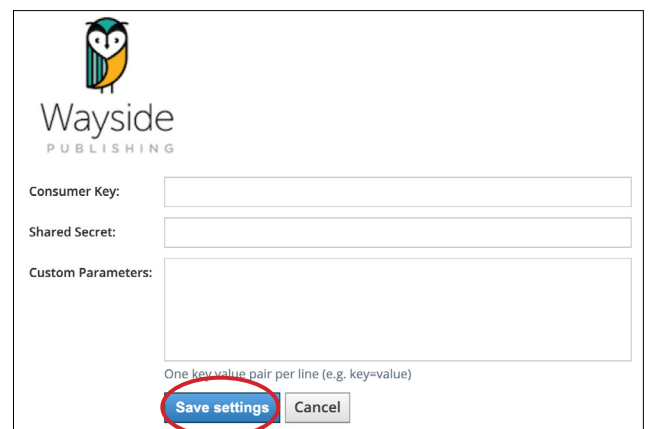 Wayside
PUBLISHING
Consumer Key:
Shared Secret:
Custom Parameters:
One key value pair per line (e.g. key=value)
Save settings Cancel